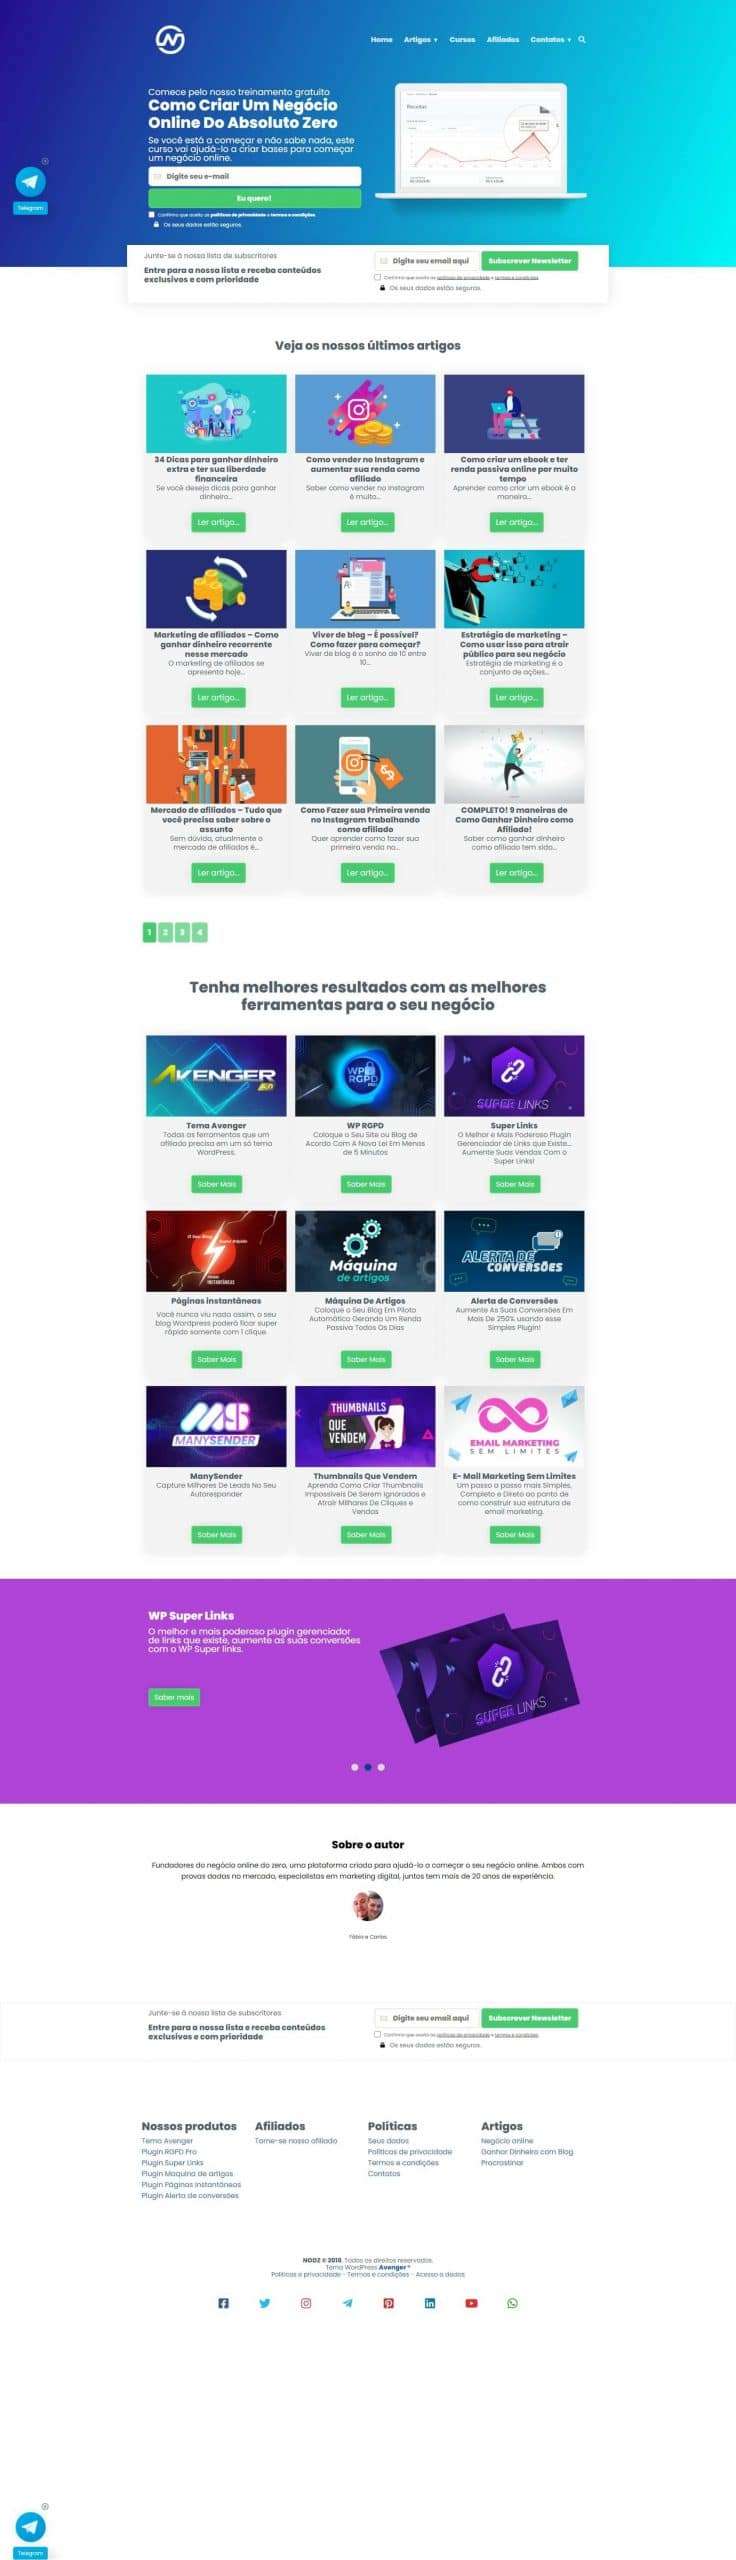 Home Artigos Cursos Afiliados Contatos
Comece pelo nosso treinamento gratuito
Como Criar Um Negócio
Online Do Absoluto Zero
Se você está a começar e não sabe nada, este
curso vai ajudá-lo a criar bases para começar
um negócio online.
Digite seu e-mail
Eu quero!
Confirmo que aceito as políticas de privacidade e termos e condições
Os seus dados estão seguros.
Receitas
Telegram
Junte-se à nossa lista de subscritores
Entre para a nossa lista e receba conteúdos
exclusivos e com prioridade
Digite seu email aqui
Subscrever Newsletter
Confirmo que aceito as políticas de privacidade e termos e condições
Os seus dados estão seguros.
Veja os nossos últimos artigos
34 Dicas para ganhar dinheiro
extra e ter sua liberdade
financeira
Se você deseja dicas para ganhar
dinheiro...
Ler artigo...
Como vender no Instagram e
aumentar sua renda como
afiliado
Saber como vender no Instagram
é muito...
Ler artigo...
Como criar um ebook e ter
renda passiva online por muito
tempo
Aprender como criar um ebook é a
maneira...
Ler artigo...
Marketing de afiliados – Como
ganhar dinheiro recorrente
nesse mercado
O marketing de afiliados se
apresenta hoje...
Ler artigo...
Viver de blog – É possível?
Como fazer para começar?
Viver de blog é o sonho de 10 entre
10...
Ler artigo...
Estratégia de marketing –
Como usar isso para atrair
público para seu negócio
Estratégia de marketing é o
conjunto de ações...
Ler artigo...
Mercado de afiliados – Tudo que
você precisa saber sobre o
assunto
Sem dúvida, atualmente o
mercado de afiliados é...
Ler artigo...
Como Fazer sua Primeira venda
no Instagram trabalhando
como afiliado
Quer aprender como fazer sua
primeira venda no...
Ler artigo...
COMPLETO! 9 maneiras de
Como Ganhar Dinheiro como
Afiliado!
Saber como ganhar dinheiro
como afiliado tem sido...
Ler artigo...
1 2 3 4
Tenha melhores resultados com as melhores
ferramentas para o seu negócio
AVENGER
Tema Avenger
Todas as ferramentas que um
afiliado precisa em um só tema
WordPress.
Saber Mais
WP
RGPD
WP RGPD
Coloque o Seu Site ou Blog de
Acordo Com A Nova Lei Em Menos
de 5 Minutos
Saber Mais
SUPER LINKS
Super Links
O Melhor e Mais Poderoso Plugin
Gerenciador de Links que Existe...
Aumente Suas Vendas Com o
Super Links!
Saber Mais
INSTANTÂNEAS
Páginas instantâneas
Você nunca viu nada assim, o seu
blog Wordpress poderá ficar super
rápido somente com 1 clique
Saber Mais
Máquina
de artigos
Máquina De Artigos
Coloque o Seu Blog Em Piloto
Automático Gerando Um Renda
Passiva Todos Os Dias
Saber Mais
ALERTA DE
CONVERSÕES
Alerta de Conversões
Aumente As Suas Conversões Em
Mais De 250% usando esse
Simples Plugin!
Saber Mais
MS
MANYSENDER
ManySender
Capture Milhares De Leads No Seu
Autoresponder
Saber Mais
THUMBNAILS
QUE
VENDEM
Thumbnails Que Vendem
Aprenda Como Criar Thumbnails
Impossíveis De Serem Ignoradas e
Atrair Milhares De Cliques e
Vendas
Saber Mais
EMAIL MARKETING
SEM LIMITES
E- Mail Marketing Sem Limites
Um passo a passo mais Simples,
Completo e Direto ao ponto de
como construir sua estrutura de
email marketing.
Saber Mais
WP Super Links
O melhor e mais poderoso plugin gerenciador
de links que existe, aumente as suas conversões
com o WP Super links.
Saber mais
SUPER LINKS
Sobre o autor
Fundadores do negócio online do zero, uma plataforma criada para ajudá-lo a começar o seu negócio online. Ambos com
provas dadas no mercado, especialistas em marketing digital, juntos tem mais de 20 anos de experiência.
Fábio e Carlos
Junte-se à nossa lista de subscritores
Entre para a nossa lista e receba conteúdos
exclusivos e com prioridade
Digite seu email aqui
Subscrever Newsletter
Confirmo que aceito as políticas de privacidade e termos e condições
Os seus dados estão seguros.
Nossos produtos
Tema Avenger
Plugin RGPD Pro
Plugin Super Links
Plugin Maquina de artigos
Plugin Páginas Instantâneas
Plugin Alerta de conversões
Afiliados
Torne-se nosso afiliado
Políticas
Seus dados
Políticas de privacidade
Termos e condições
Contatos
Artigos
Negócio online
Ganhar Dinheiro com Blog
Procrastinar
NODZ © 2018. Todos os direitos reservados.
Tema WordPress Avenger®
Políticas e privacidade - Termos e condições - Acesso a dados
Telegram